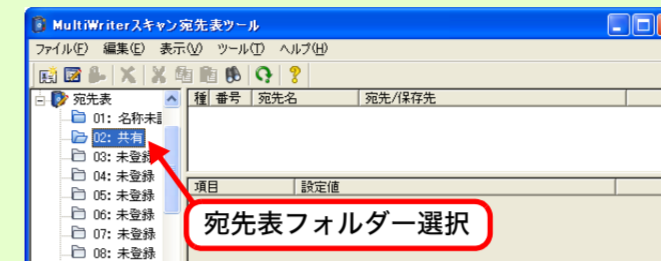 MultiWriterスキャン宛先表ツール
ファイル(F) 編集(E) 表示(V) ツール(T) ヘルプ(H)
宛先表
種 番号 宛先名 宛先/保存先
01: 名称未
02: 共有
03: 未登録
04: 未登録
項目 設定値
05: 未登録
06: 未登録
宛先表フォルダー選択
07: 未登録
08: 未登録